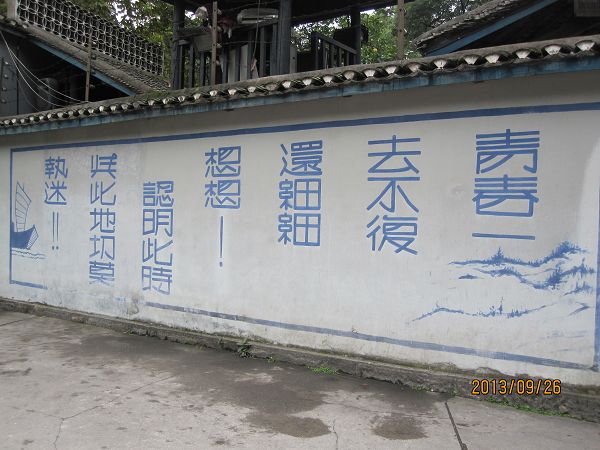 青春一
去不復
還細細
想想！
認明此時
與此地切莫
執迷！！
2013/09/26